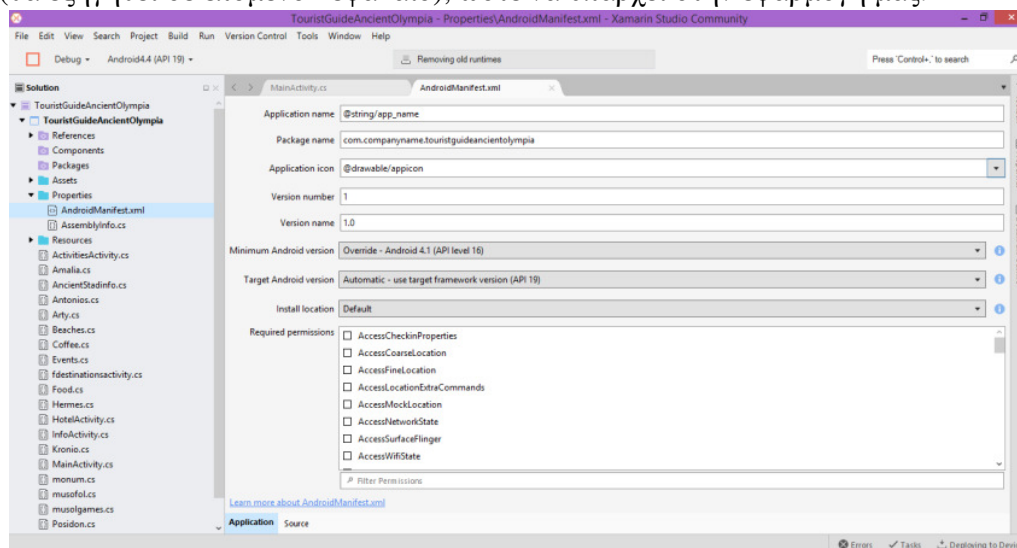 TouristGuideAncientOlympia - Properties\AndroidManifest.xml - Xamarin Studio Community
File Edit View Search Project Build Run Version Control Tools Window Help
Debug Android4.4 (API 19) Removing old runtimes Press 'Control+,' to search
Solution
MainActivity.cs AndroidManifest.xml
TouristGuideAncientOlympia
TouristGuideAncientOlympia
References
Components
Packages
Assets
Properties
AndroidManifest.xml
AssemblyInfo.cs
Resources
ActivitiesActivity.cs
Amalia.cs
AncientStadinfo.cs
Antonios.cs
Arty.cs
Beaches.cs
Coffee.cs
Events.cs
fdestinationsactivity.cs
Food.cs
Hermes.cs
HotelActivity.cs
InfoActivity.cs
Kronio.cs
MainActivity.cs
monum.cs
musofol.cs
musolgames.cs
Posidon.cs
Application name @string/app_name
Package name com.companyname.touristguideancientolympia
Application icon @drawable/appicon
Version number 1
Version name 1.0
Minimum Android version Override - Android 4.1 (API level 16)
Target Android version Automatic - use target framework version (API 19)
Install location Default
Required permissions
AccessCheckinProperties
AccessCoarseLocation
AccessFineLocation
AccessLocationExtraCommands
AccessMockLocation
AccessNetworkState
AccessSurfaceFlinger
AccessWifiState
Filter Permissions
Learn more about AndroidManifest.xml
Application Source
Errors Tasks Deploying to Devi